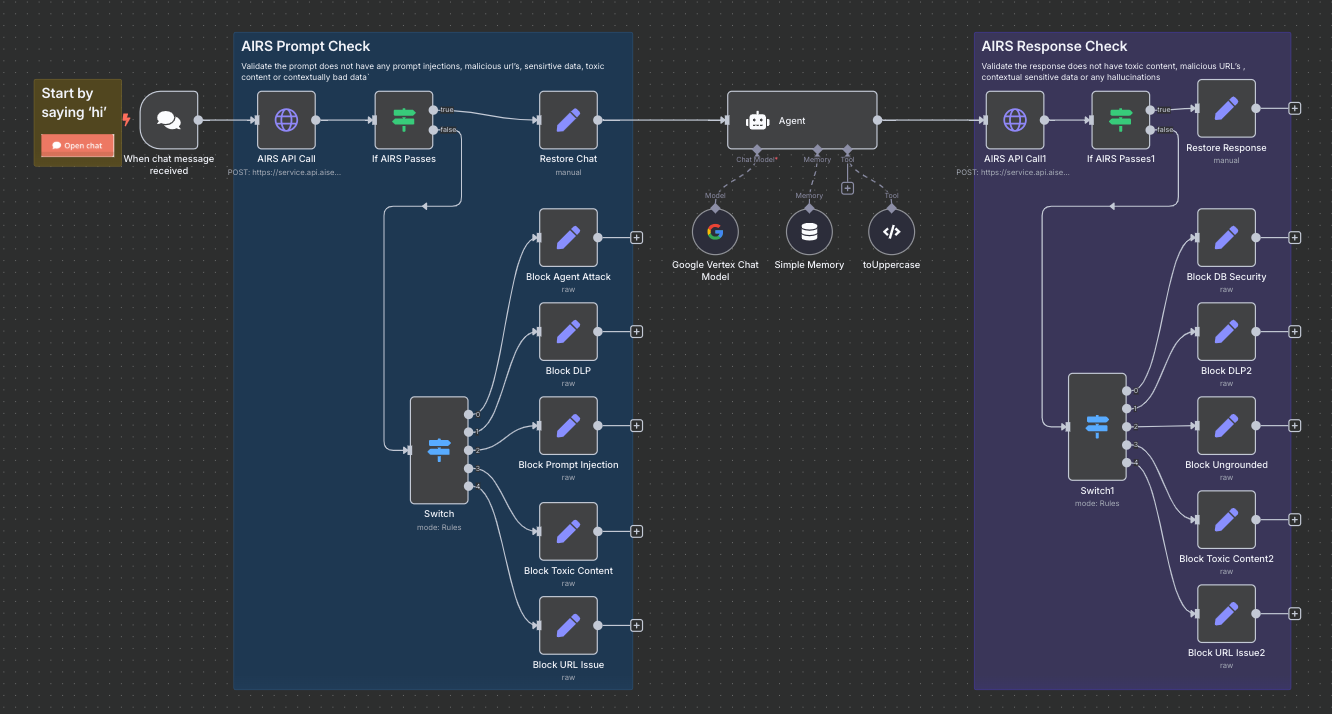 Start by
saying ‘hi’
Open chat
When chat message
received
AIRS Prompt Check
Validate the prompt does not have any prompt injections, malicious url's, sensirtive data, toxic
content or contextually bad data`
AIRS API Call
POST: https://service.api.aise...
If AIRS Passes
true
false
Restore Chat
manual
Block Agent Attack
raw
Block DLP
raw
Block Prompt Injection
raw
Block Toxic Content
raw
Block URL Issue
raw
Switch
mode: Rules
0
1
2
3
4
Agent
Chat Model*
Memory
Tool
Model
Memory
Tool
Google Vertex Chat
Model
Simple Memory
toUppercase
AIRS Response Check
Validate the response does not have toxic content, malicious URL's ,
contextual sensitive data or any hallucinations
AIRS API Call1
POST: https://service.api.aise...
If AIRS Passes1
true
false
Restore Response
manual
Block DB Security
raw
Block DLP2
raw
Block Ungrounded
raw
Block Toxic Content2
raw
Block URL Issue2
raw
Switch1
mode: Rules
0
1
2
3
4